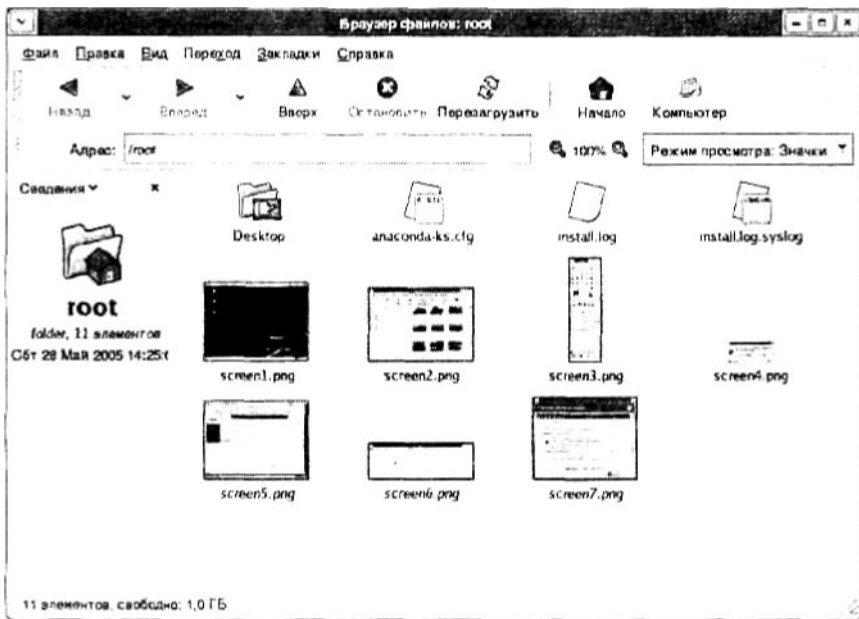 Браузер файлов: root
Файл Правка Вид Переход Закладки Справка
Назад Вперед Вверх Остановить Перезагрузить Начало Компьютер
Адрес: /root 100% Режим просмотра: Значки
Сведения
Desktop anaconda-ks.cfg install.log install.log.syslog
root
folder, 11 элементов
Сбт 28 Май 2005 14:25:
screen1.png screen2.png screen3.png screen4.png
screen5.png screen6.png screen7.png
11 элементов, свободно: 1,0 ГБ